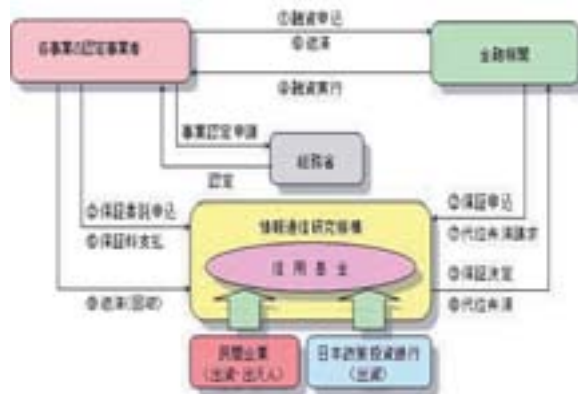 ①融資申込
⑥返済
各事業の認定事業者
金融機関
④融資実行
事業認定申請
総務省
認定
②保証委託申込
⑤保証料支払
情報通信研究機構
信用基金
②保証申込
⑦代位弁済請求
③保証決定
⑧代位弁済
⑨返済(回収)
民間企業
(出資・出えん)
日本政策投資銀行
(出資)